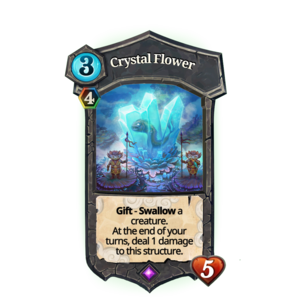 3
Crystal Flower
4
Gift - Swallow a
creature.
At the end of your
turns, deal 1 damage
to this structure.
5